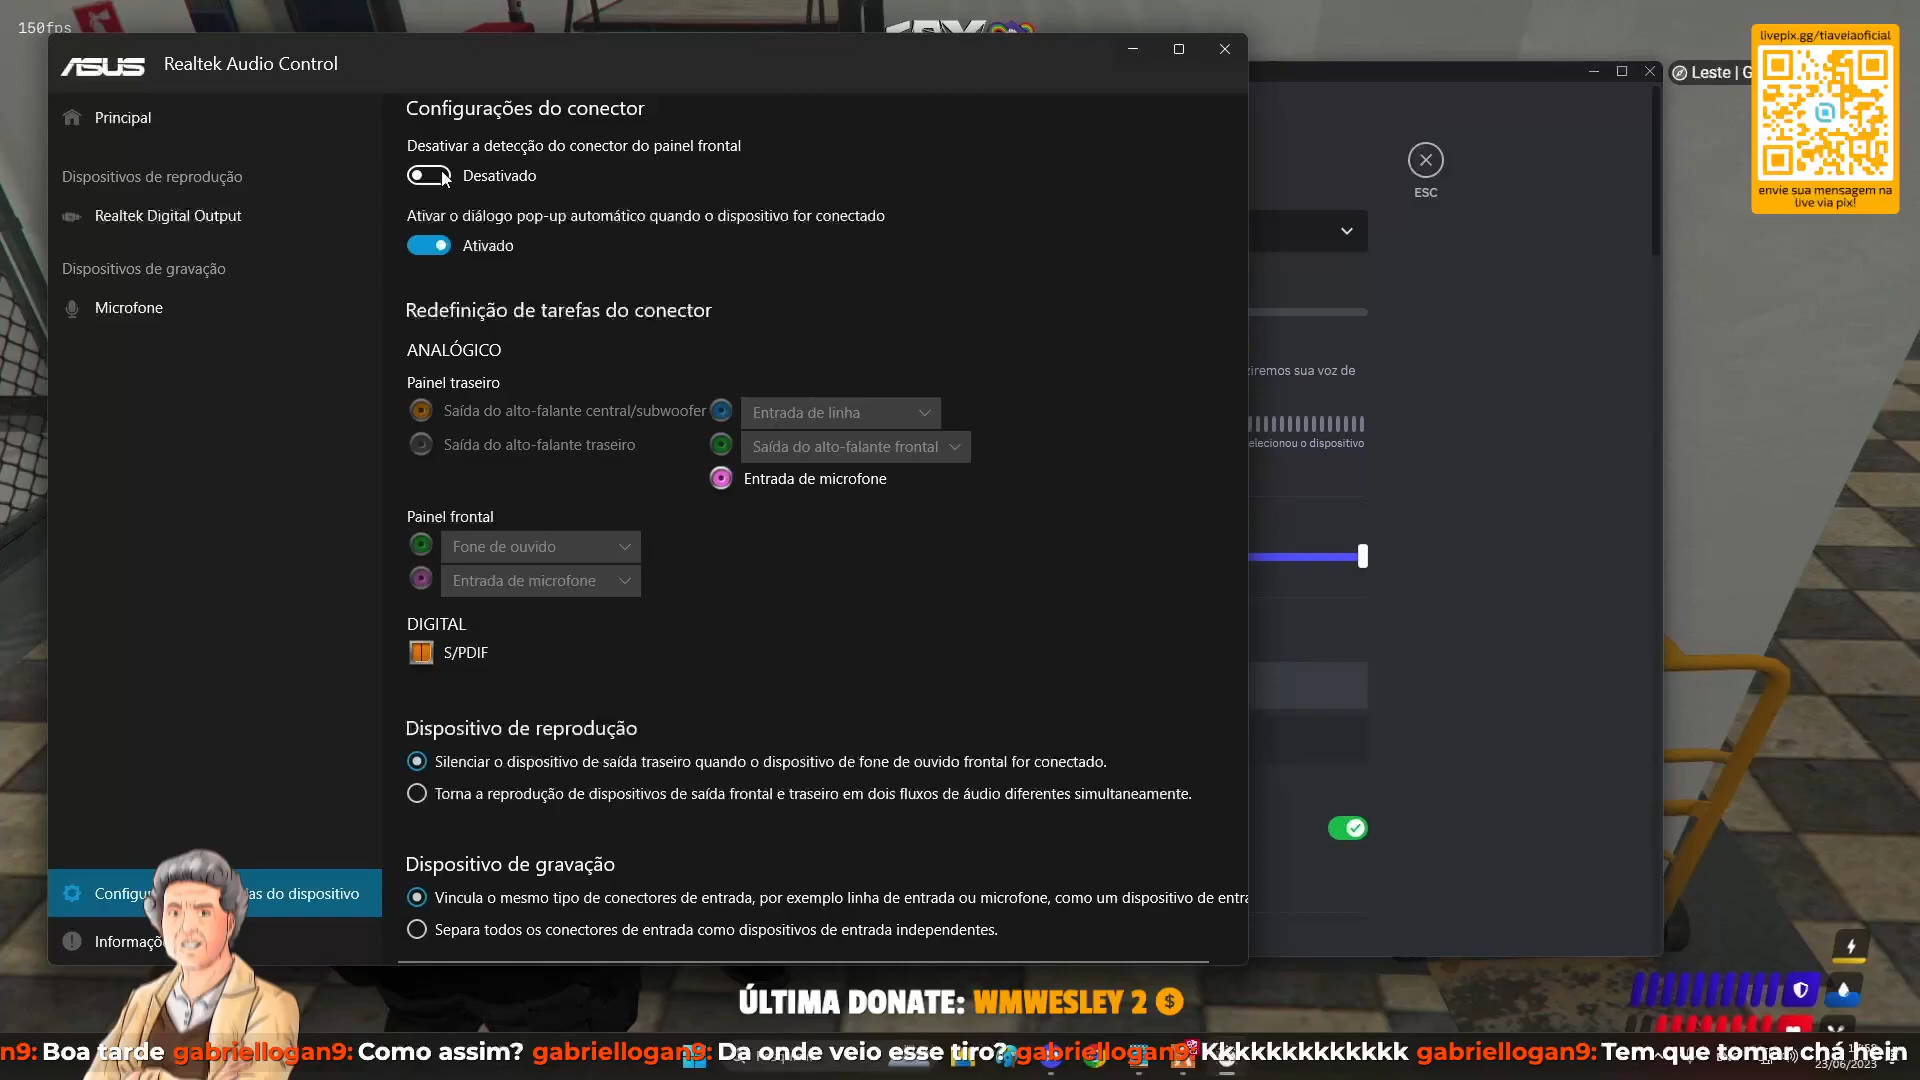 150fps
ASUS
Realtek Audio Control
Principal
Dispositivos de reprodução
Realtek Digital Output
Dispositivos de gravação
Microfone
as do dispositivo
Configurações do conector
Desativar a detecção do conector do painel frontal
Desativado
Ativar o diálogo pop-up automático quando o dispositivo for conectado
Ativado
Redefinição de tarefas do conector
ANALÓGICO
Painel traseiro
Saída do alto-falante central/subwoofer
Entrada de linha
Saída do alto-falante traseiro
Saída do alto-falante frontal
Entrada de microfone
Painel frontal
Fone de ouvido
Entrada de microfone
DIGITAL
S/PDIF
Dispositivo de reprodução
Silenciar o dispositivo de saída traseiro quando o dispositivo de fone de ouvido frontal for conectado.
Torna a reprodução de dispositivos de saída frontal e traseiro em dois fluxos de áudio diferentes simultaneamente.
Dispositivo de gravação
Vincula o mesmo tipo de conectores de entrada, por exemplo linha de entrada ou microfone, como um dispositivo de entra
Separa todos os conectores de entrada como dispositivos de entrada independentes.
ESC
ziremos sua voz de
elecionou o dispositivo
Leste | G
livepix.gg/tiaveiaoficial
envie sua mensagem na
live via pix!
ÚLTIMA DONATE: WMWESLEY 2
n9: Boa tarde gabriellogan9: Como assim? gabriellogan9: Da onde veio esse tiro? gabriellogan9: Kkkkkkkkkkkkk gabriellogan9: Tem que tomar chá hein
23/06/2023